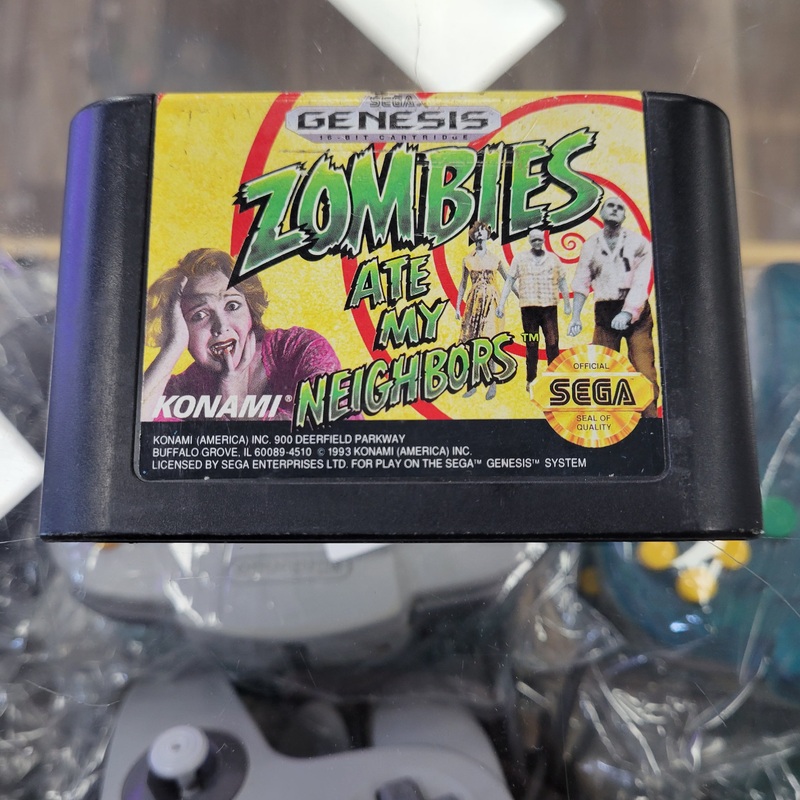 SEGA
GENESIS
16-BIT CARTRIDGE
ZOMBIES
ATE
MY
NEIGHBORS™
KONAMI®
OFFICIAL
SEGA
SEAL OF
QUALITY
KONAMI (AMERICA) INC. 900 DEERFIELD PARKWAY
BUFFALO GROVE, IL 60089-4510 © 1993 KONAMI (AMERICA) INC.
LICENSED BY SEGA ENTERPRISES LTD. FOR PLAY ON THE SEGA™ GENESIS™ SYSTEM